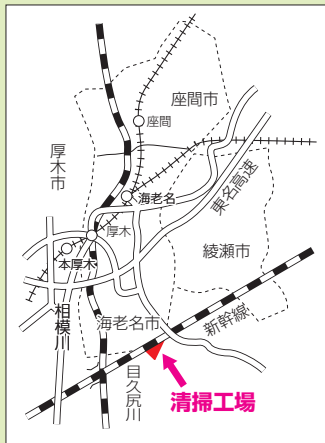 座間市
座間
厚木市
海老名
東名高速
厚木
綾瀬市
本厚木
相模川
海老名市
新幹線
目久尻川
清掃工場